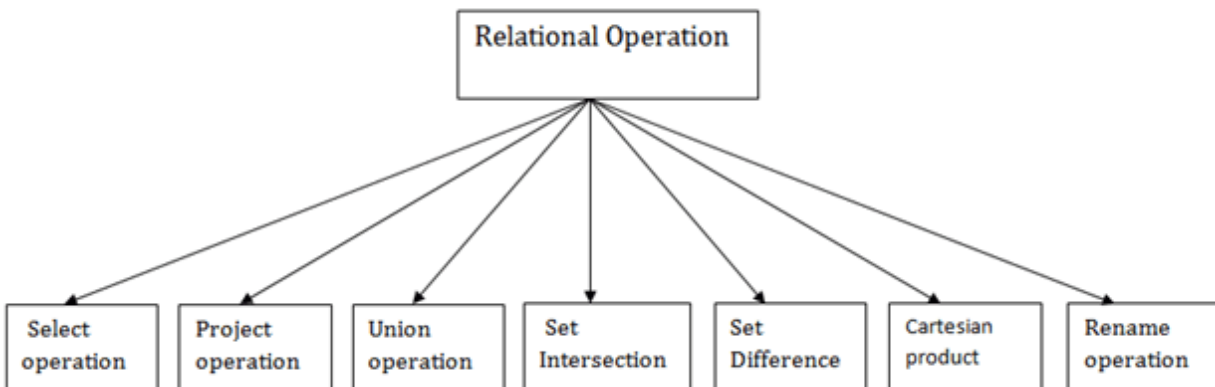 Relational Operation
Select
operation
Project
operation
Union
operation
Set
Intersection
Set
Difference
Cartesian
product
Rename
operation